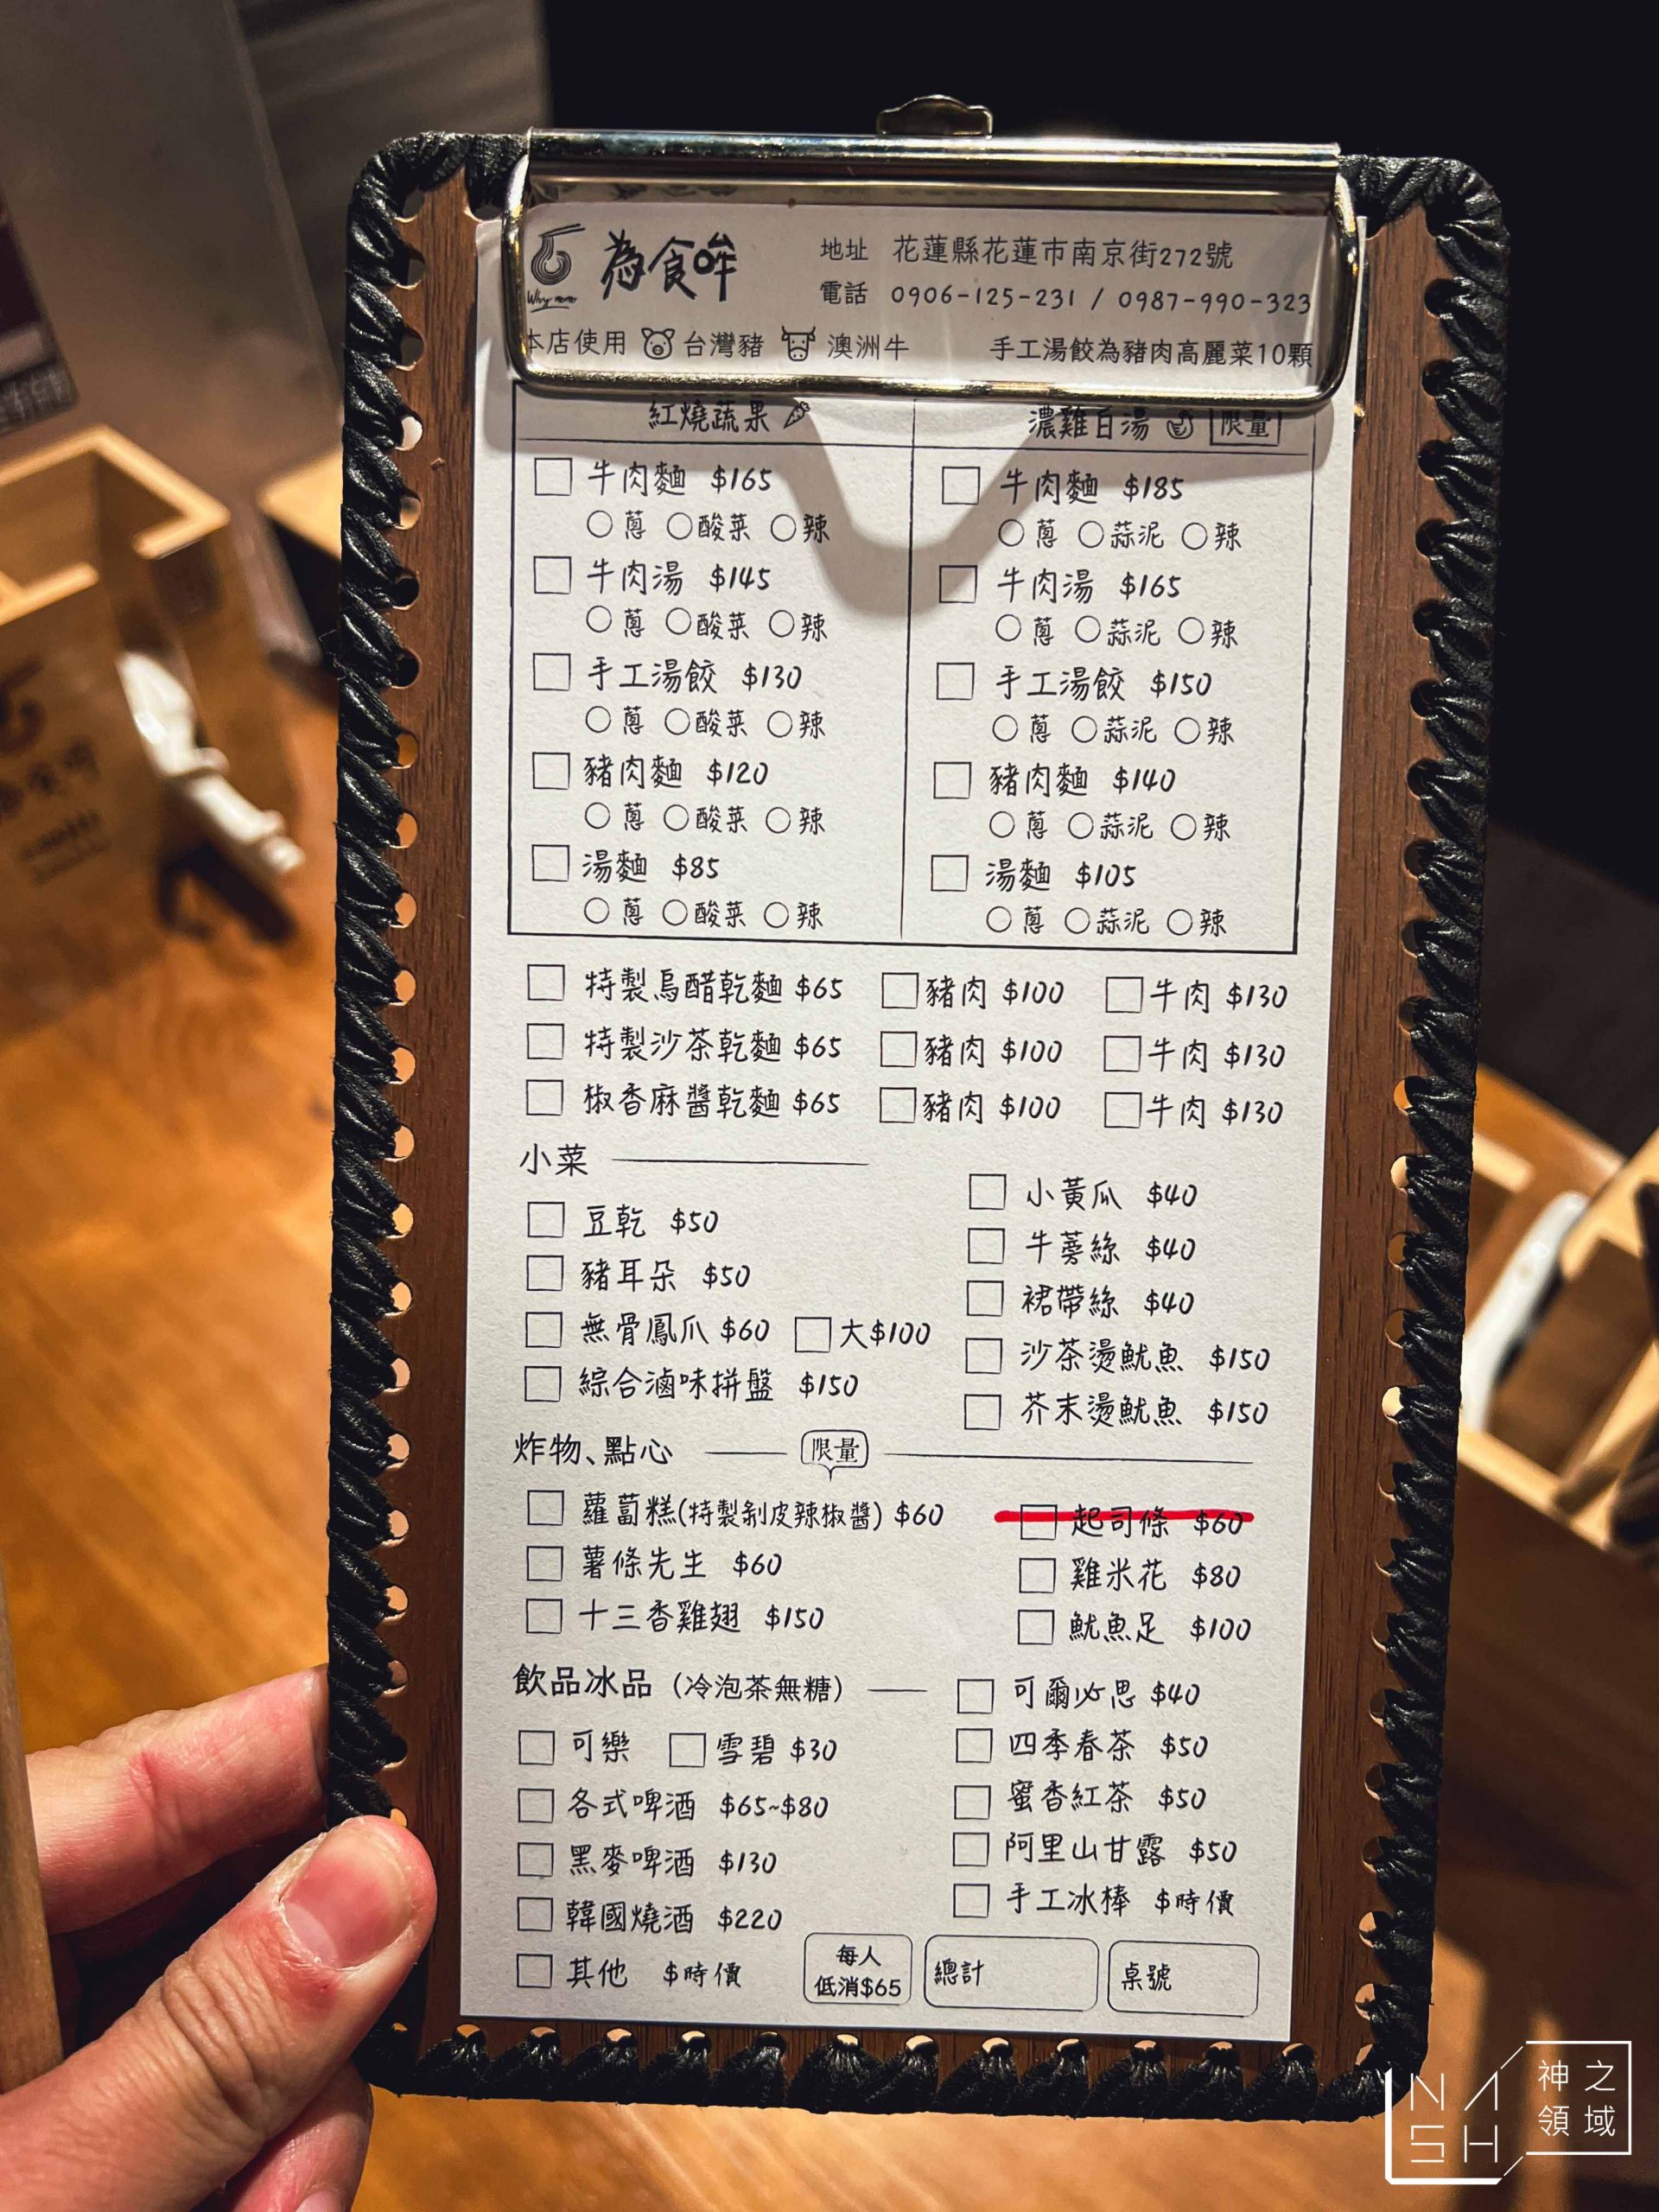 為食哞
Why moo
地址 花蓮縣花蓮市南京街272號
電話 0906-125-231 / 0987-990-323
本店使用 台灣豬 澳洲牛 手工湯餃為豬肉高麗菜10顆
紅燒蔬果
牛肉麵 $165
蔥 酸菜 辣
牛肉湯 $145
蔥 酸菜 辣
手工湯餃 $130
蔥 酸菜 辣
豬肉麵 $120
蔥 酸菜 辣
湯麵 $85
蔥 酸菜 辣
濃雞白湯 限量
牛肉麵 $185
蔥 蒜泥 辣
牛肉湯 $165
蔥 蒜泥 辣
手工湯餃 $150
蔥 蒜泥 辣
豬肉麵 $140
蔥 蒜泥 辣
湯麵 $105
蔥 蒜泥 辣
特製烏醋乾麵 $65 豬肉 $100 牛肉 $130
特製沙茶乾麵 $65 豬肉 $100 牛肉 $130
椒香麻醬乾麵 $65 豬肉 $100 牛肉 $130
小菜
豆乾 $50
豬耳朵 $50
無骨鳳爪 $60 大$100
綜合滷味拼盤 $150
小黃瓜 $40
牛蒡絲 $40
裙帶絲 $40
沙茶燙魷魚 $150
芥末燙魷魚 $150
炸物、點心 限量
蘿蔔糕(特製剝皮辣椒醬) $60
薯條先生 $60
十三香雞翅 $150
起司條 $60
雞米花 $80
魷魚足 $100
飲品冰品 (冷泡茶無糖)
可樂 雪碧 $30
各式啤酒 $65~$80
黑麥啤酒 $130
韓國燒酒 $220
其他 $時價
可爾必思 $40
四季春茶 $50
蜜香紅茶 $50
阿里山甘露 $50
手工冰棒 $時價
每人
低消$65
總計
桌號
NASH
神之
領域